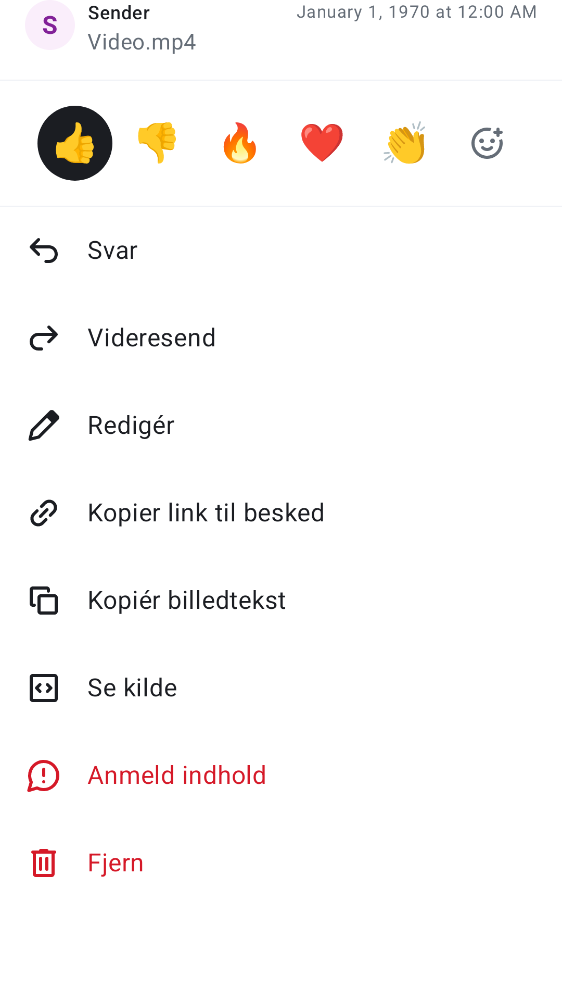 S
Sender
January 1, 1970 at 12:00 AM
Video.mp4
Svar
Videresend
Redigér
Kopier link til besked
Kopiér billedtekst
Se kilde
Anmeld indhold
Fjern